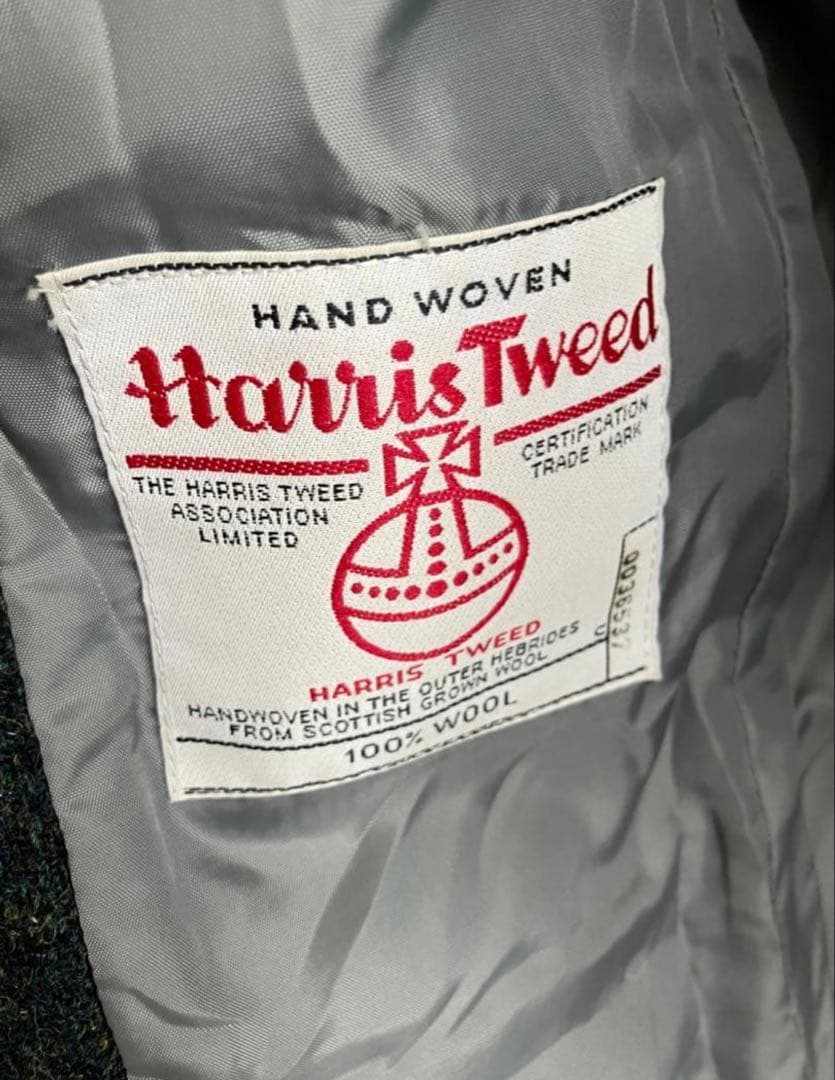 HAND WOVEN
Harris Tweed
THE HARRIS TWEED
ASSOCIATION
LIMITED
CERTIFICATION
TRADE MARK
HARRIS TWEED
HANDWOVEN IN THE OUTER HEBRIDES
FROM SCOTTISH GROWN WOOL
100% WOOL
C